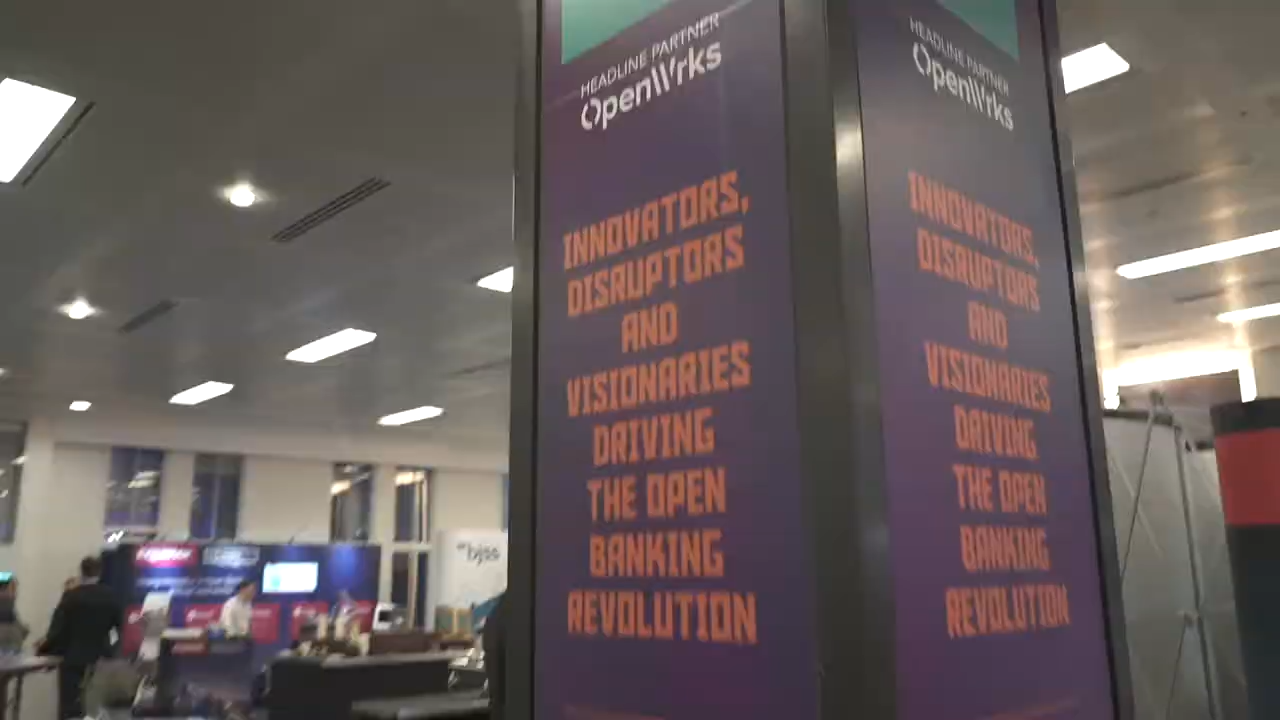 HEADLINE PARTNER
OpenWrks
INNOVATORS,
DISRUPTORS
AND
VISIONARIES
DRIVING
THE OPEN
BANKING
REVOLUTION
HEADLINE PARTNER
OpenWrks
INNOVATORS,
DISRUPTORS
AND
VISIONARIES
DRIVING
THE OPEN
BANKING
REVOLUTION
bjss